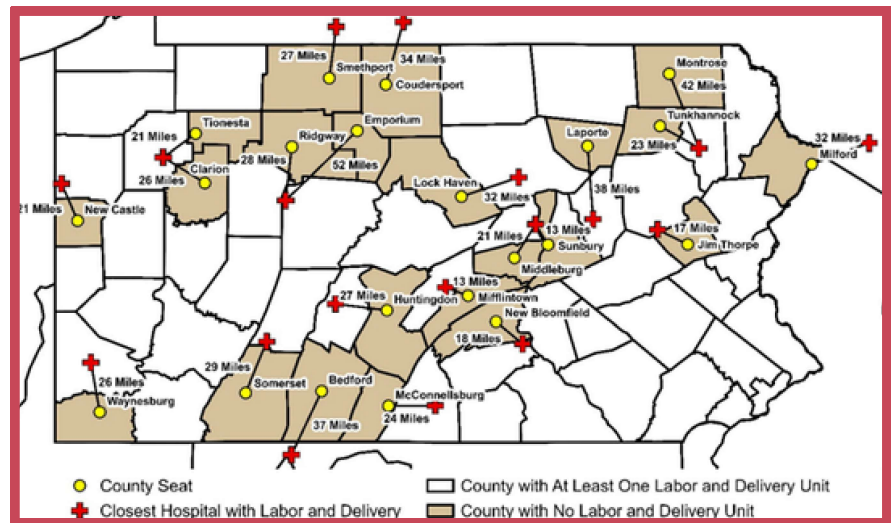 27 Miles
Smethport
34 Miles
Coudersport
Montrose
42 Miles
Tionesta
21 Miles
Ridgway
Emporium
28 Miles
52 Miles
Clarion
26 Miles
Laporte
Tunkhannock
23 Miles
32 Miles
Milford
Lock Haven
32 Miles
38 Miles
21 Miles
New Castle
21 Miles
13 Miles
Sunbury
Middleburg
17 Miles
Jim Thorpe
27 Miles
Huntingdon
13 Miles
Mifflintown
New Bloomfield
18 Miles
29 Miles
Somerset
Bedford
37 Miles
McConnellsburg
24 Miles
26 Miles
Waynesburg
County Seat
County with At Least One Labor and Delivery Unit
Closest Hospital with Labor and Delivery
County with No Labor and Delivery Unit